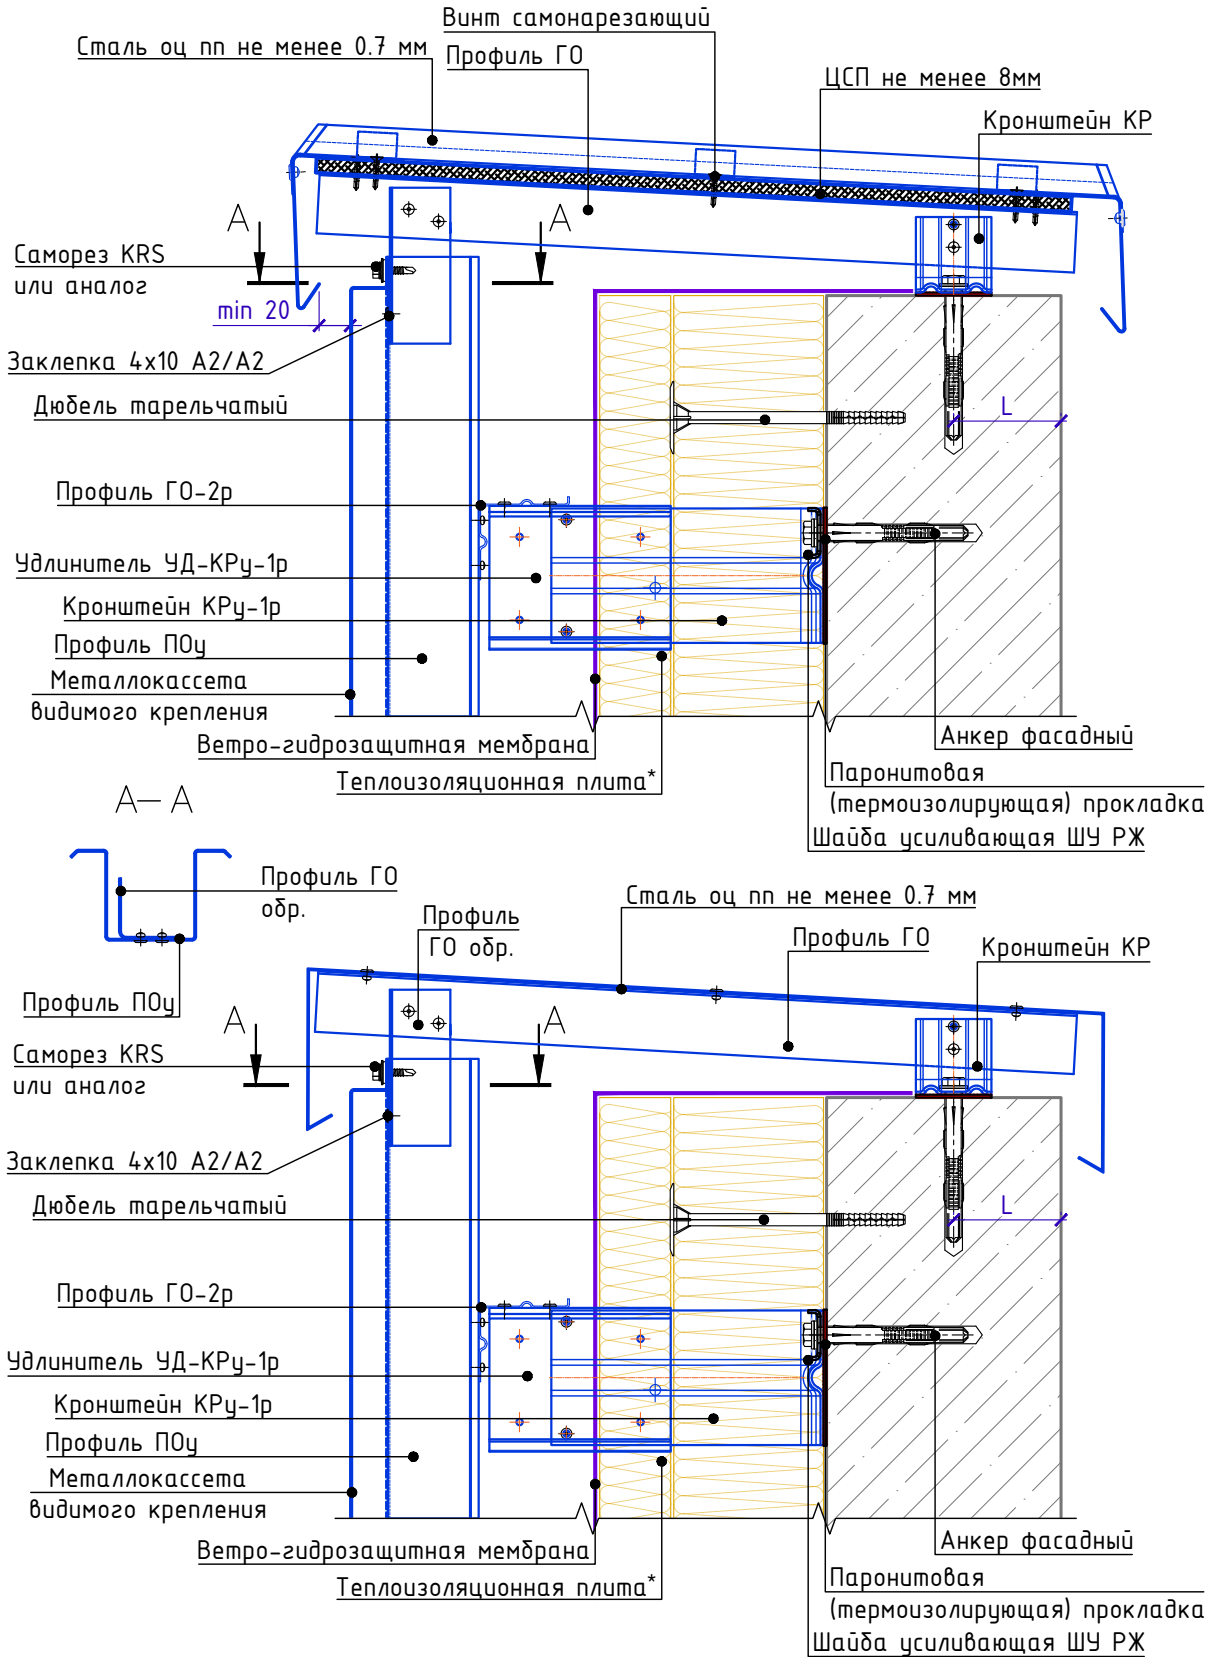 Винт самонарезающий
Сталь оц пп не менее 0.7 мм
Профиль ГО
ЦСП не менее 8мм
Кронштейн КР
А
А
Саморез KRS
или аналог
min 20
Заклепка 4х10 А2/А2
Дюбель тарельчатый
L
Профиль ГО-2р
Удлинитель УД-КРу-1р
Кронштейн КРу-1р
Профиль ПОу
Металлокассета
видимого крепления
Ветро-гидрозащитная мембрана
Анкер фасадный
Теплоизоляционная плита*
Паронитовая
(термоизолирующая) прокладка
Шайба усиливающая ШУ РЖ
А— А
Профиль ГО
обр.
Профиль ПОу
Сталь оц пп не менее 0.7 мм
Профиль
ГО обр.
Профиль ГО
Кронштейн КР
А
А
Саморез KRS
или аналог
Заклепка 4х10 А2/А2
Дюбель тарельчатый
L
Профиль ГО-2р
Удлинитель УД-КРу-1р
Кронштейн КРу-1р
Профиль ПОу
Металлокассета
видимого крепления
Ветро-гидрозащитная мембрана
Анкер фасадный
Теплоизоляционная плита*
Паронитовая
(термоизолирующая) прокладка
Шайба усиливающая ШУ РЖ